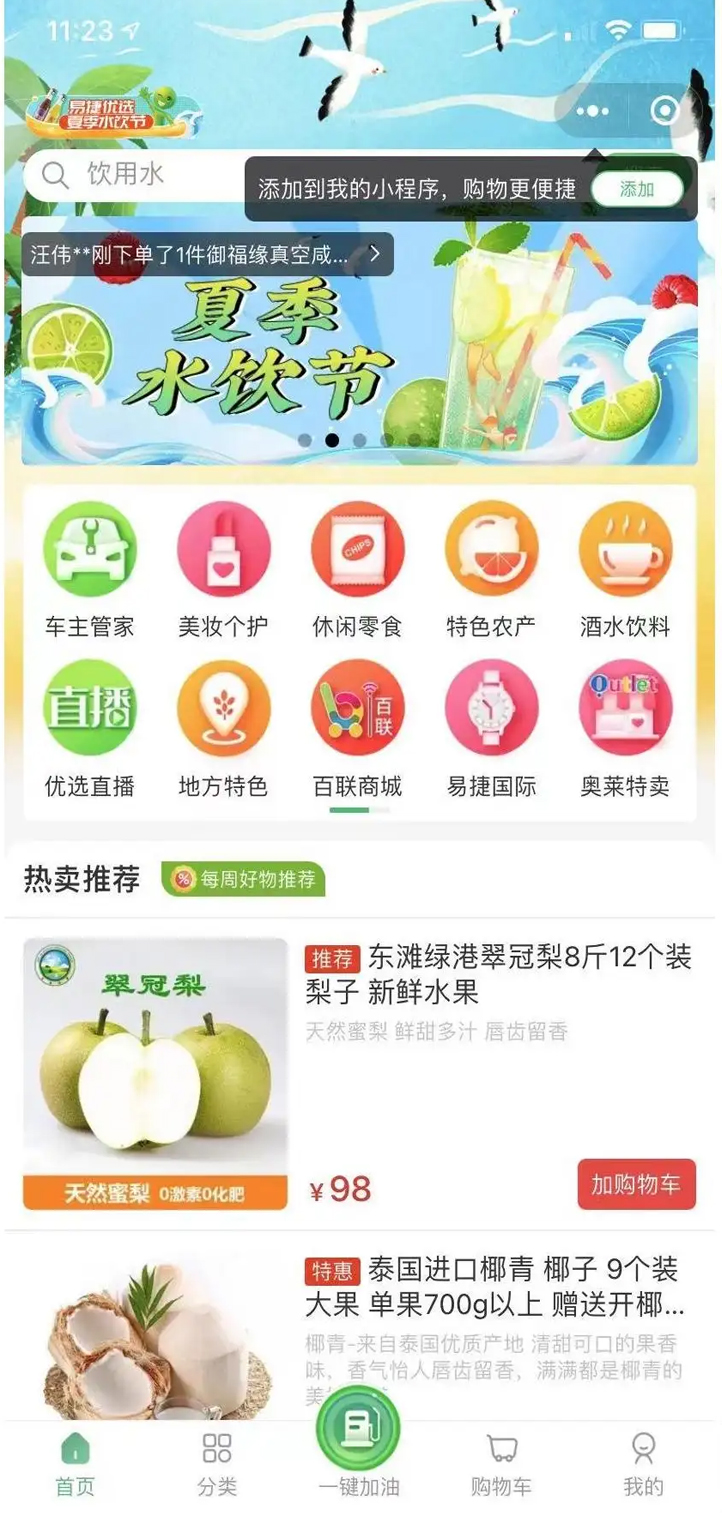 11:23
易捷优选
夏季水饮节
饮用水
添加到我的小程序，购物更便捷
添加
汪伟**刚下单了1件御福缘真空咸...
夏季
水饮节
CHIPS
车主管家
美妆个护
休闲零食
特色农产
酒水饮料
直播
百联
Outlet
优选直播
地方特色
百联商城
易捷国际
奥莱特卖
热卖推荐
%
每周好物推荐
翠冠梨
天然蜜梨 0激素0化肥
推荐 东滩绿港翠冠梨8斤12个装
梨子 新鲜水果
天然蜜梨 鲜甜多汁 唇齿留香
¥98
加购物车
特惠 泰国进口椰青 椰子 9个装
大果 单果700g以上 赠送开椰...
椰青-来自泰国优质产地 清甜可口的果香
味，香气怡人唇齿留香，满满都是椰青的
首页
分类
一键加油
购物车
我的